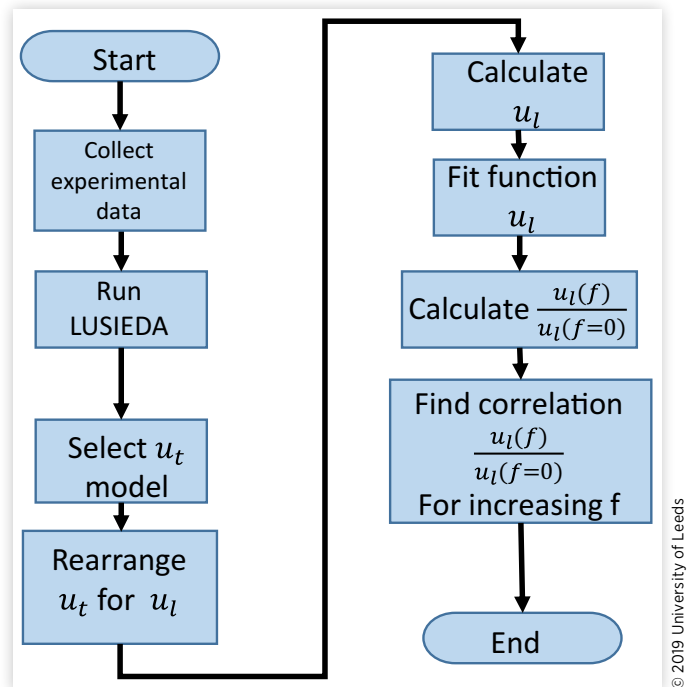 Start
Collect
experimental
data
Run
LUSIEDA
Select u_t
model
Rearrange
u_t for u_l
Calculate
u_l
Fit function
u_l
Calculate u_l(f)/u_l(f=0)
Find correlation
u_l(f)/u_l(f=0)
For increasing f
End
© 2019 University of Leeds